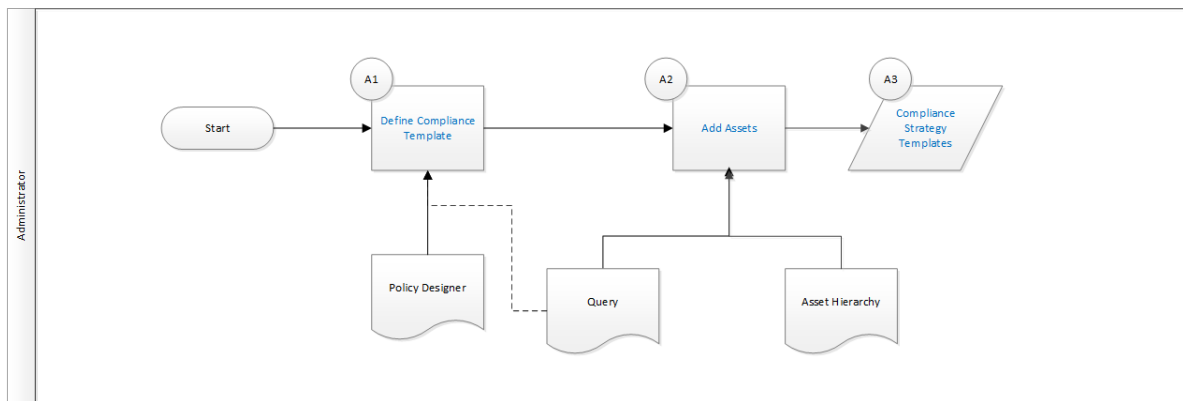 Administrator
Start
A1
Define Compliance
Template
A2
Add Assets
A3
Compliance
Strategy
Templates
Policy Designer
Query
Asset Hierarchy